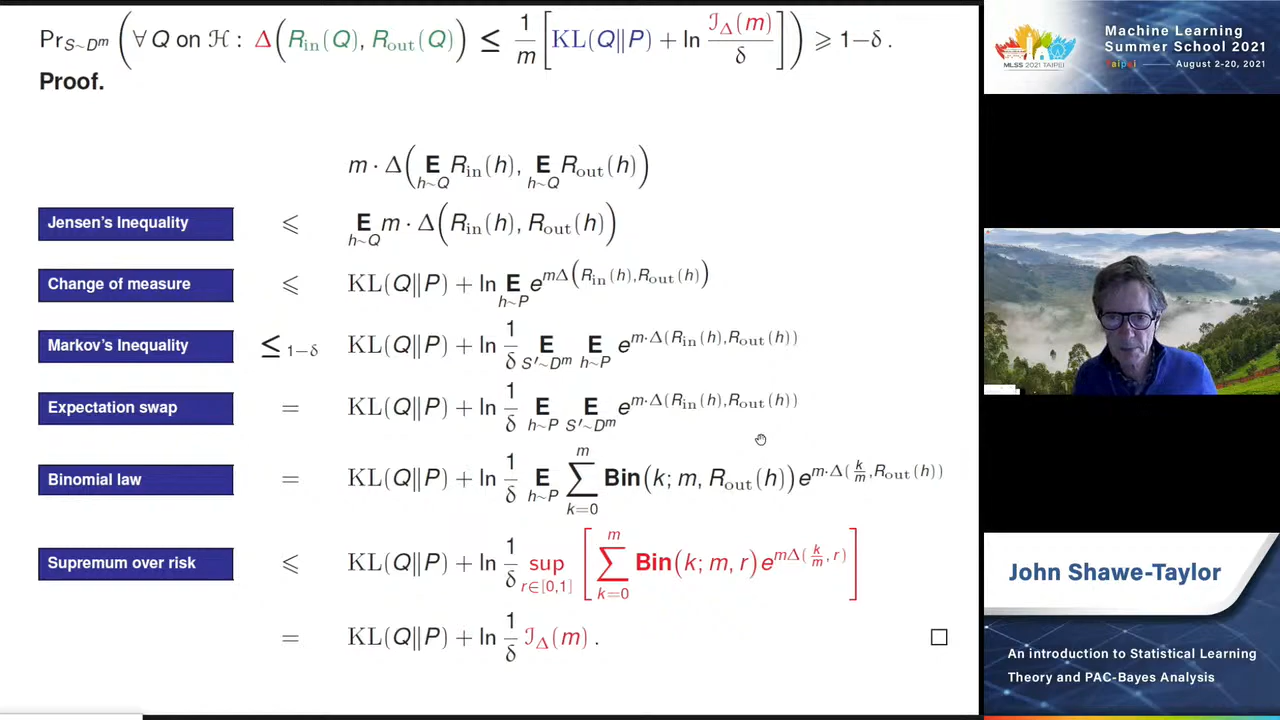 Pr_{S∼D^m} ( ∀ Q on ℋ : Δ(R_in(Q), R_out(Q)) ≤ 1/m [ KL(Q‖P) + ln ℐ_Δ(m)/δ ] ) ⩾ 1−δ .
Proof.
m · Δ( E_{h∼Q} R_in(h), E_{h∼Q} R_out(h) )
Jensen's Inequality ⩽ E_{h∼Q} m · Δ( R_in(h), R_out(h) )
Change of measure ⩽ KL(Q‖P) + ln E_{h∼P} e^{mΔ(R_in(h),R_out(h))}
Markov's Inequality ≤_{1−δ} KL(Q‖P) + ln 1/δ E_{S′∼D^m} E_{h∼P} e^{m·Δ(R_in(h),R_out(h))}
Expectation swap = KL(Q‖P) + ln 1/δ E_{h∼P} E_{S′∼D^m} e^{m·Δ(R_in(h),R_out(h))}
Binomial law = KL(Q‖P) + ln 1/δ E_{h∼P} ∑_{k=0}^{m} Bin(k; m, R_out(h)) e^{m·Δ(k/m,R_out(h))}
Supremum over risk ⩽ KL(Q‖P) + ln 1/δ sup_{r∈[0,1]} [ ∑_{k=0}^{m} Bin(k; m, r) e^{mΔ(k/m, r)} ]
= KL(Q‖P) + ln 1/δ ℐ_Δ(m) . □
MLSS 2021 TAIPEI
Machine Learning
Summer School 2021
Taipei August 2-20, 2021
John Shawe-Taylor
An introduction to Statistical Learning
Theory and PAC-Bayes Analysis